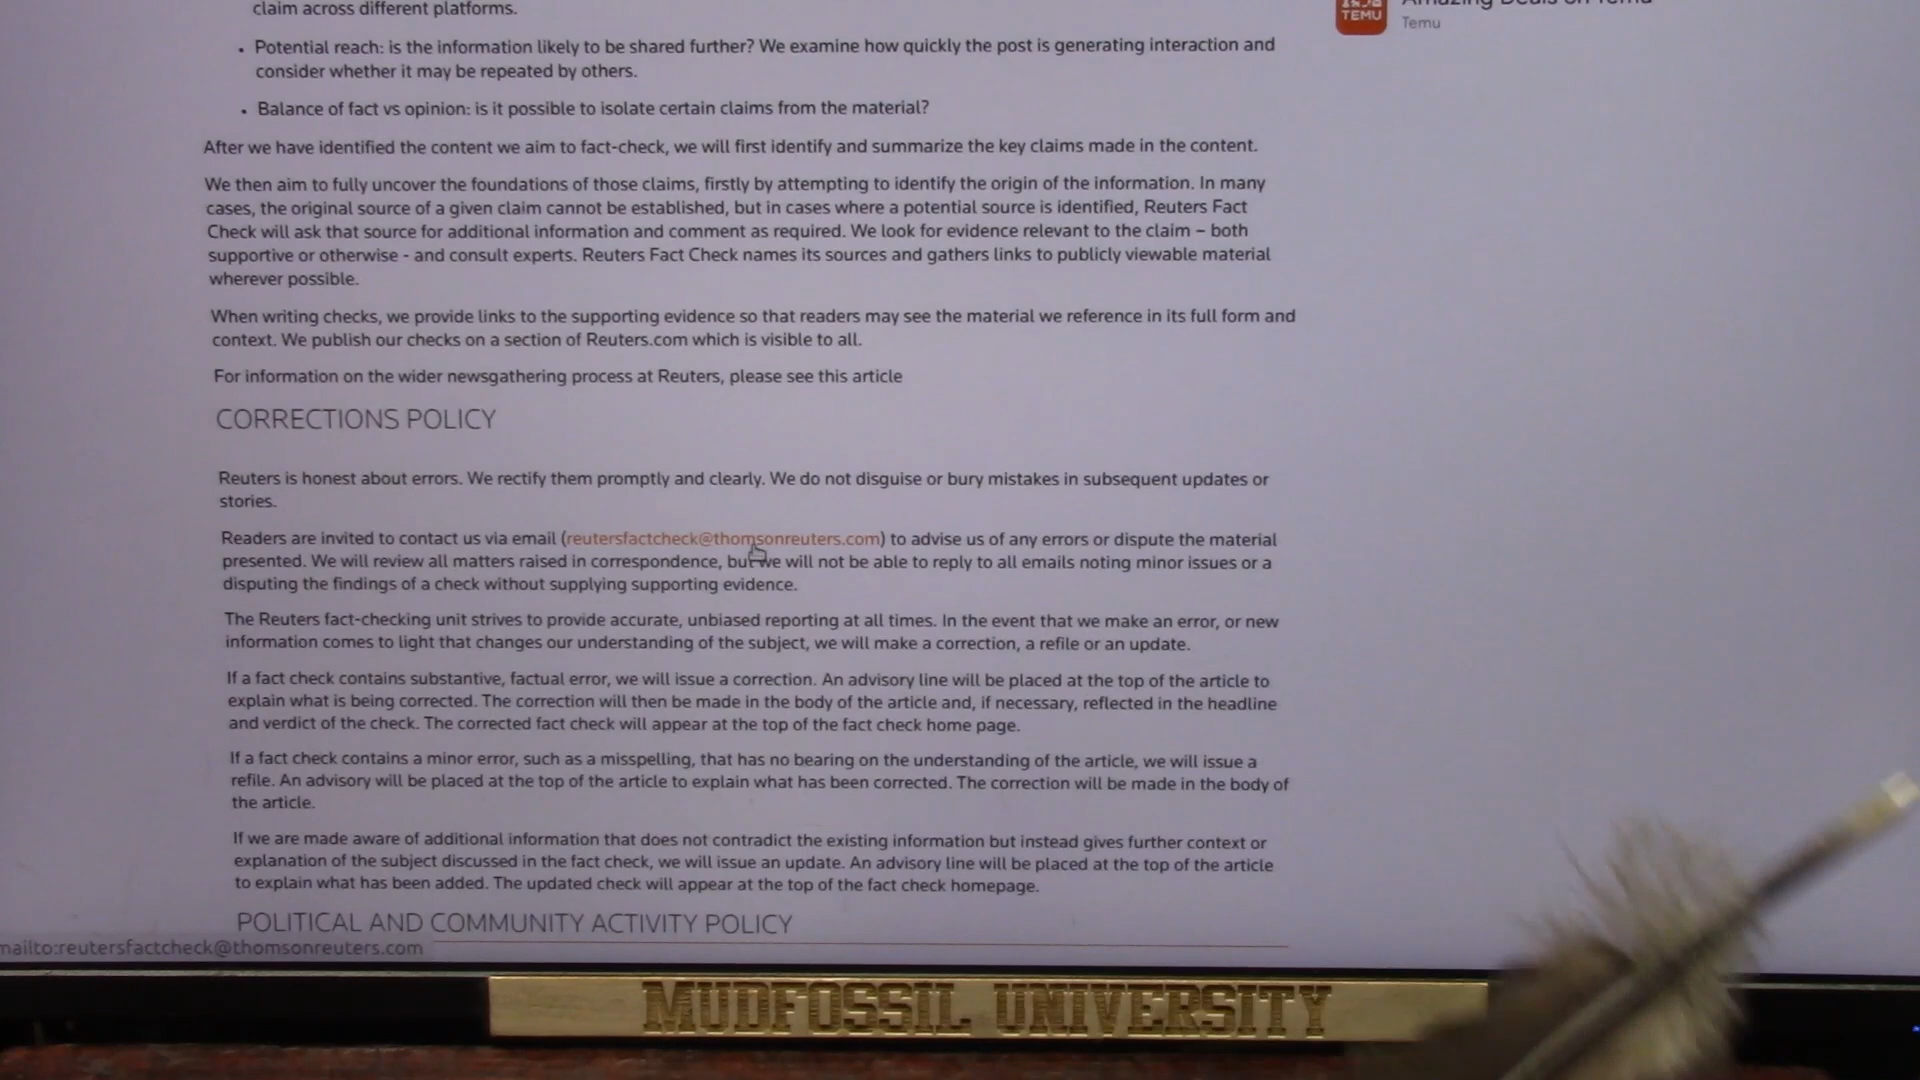 claim across different platforms.
Amazing Deals on Temu
TEMU
Temu
• Potential reach: is the information likely to be shared further? We examine how quickly the post is generating interaction and
consider whether it may be repeated by others.
• Balance of fact vs opinion: is it possible to isolate certain claims from the material?
After we have identified the content we aim to fact-check, we will first identify and summarize the key claims made in the content.
We then aim to fully uncover the foundations of those claims, firstly by attempting to identify the origin of the information. In many
cases, the original source of a given claim cannot be established, but in cases where a potential source is identified, Reuters Fact
Check will ask that source for additional information and comment as required. We look for evidence relevant to the claim – both
supportive or otherwise - and consult experts. Reuters Fact Check names its sources and gathers links to publicly viewable material
wherever possible.
When writing checks, we provide links to the supporting evidence so that readers may see the material we reference in its full form and
context. We publish our checks on a section of Reuters.com which is visible to all.
For information on the wider newsgathering process at Reuters, please see this article
CORRECTIONS POLICY
Reuters is honest about errors. We rectify them promptly and clearly. We do not disguise or bury mistakes in subsequent updates or
stories.
Readers are invited to contact us via email (reutersfactcheck@thomsonreuters.com) to advise us of any errors or dispute the material
presented. We will review all matters raised in correspondence, but we will not be able to reply to all emails noting minor issues or a
disputing the findings of a check without supplying supporting evidence.
The Reuters fact-checking unit strives to provide accurate, unbiased reporting at all times. In the event that we make an error, or new
information comes to light that changes our understanding of the subject, we will make a correction, a refile or an update.
If a fact check contains substantive, factual error, we will issue a correction. An advisory line will be placed at the top of the article to
explain what is being corrected. The correction will then be made in the body of the article and, if necessary, reflected in the headline
and verdict of the check. The corrected fact check will appear at the top of the fact check home page.
If a fact check contains a minor error, such as a misspelling, that has no bearing on the understanding of the article, we will issue a
refile. An advisory will be placed at the top of the article to explain what has been corrected. The correction will be made in the body of
the article.
If we are made aware of additional information that does not contradict the existing information but instead gives further context or
explanation of the subject discussed in the fact check, we will issue an update. An advisory line will be placed at the top of the article
to explain what has been added. The updated check will appear at the top of the fact check homepage.
POLITICAL AND COMMUNITY ACTIVITY POLICY
mailto:reutersfactcheck@thomsonreuters.com
MUDFOSSIL UNIVERSITY